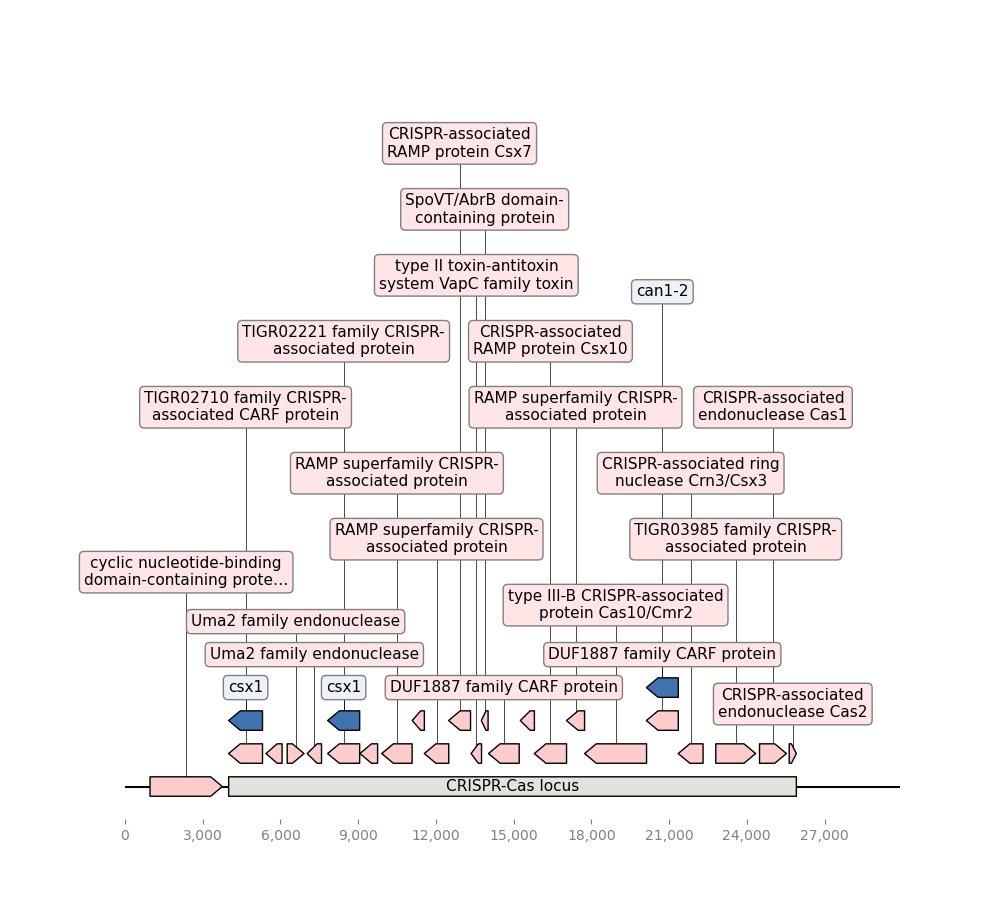 CRISPR-associated
RAMP protein Csx7
SpoVT/AbrB domain-
containing protein
type II toxin-antitoxin
system VapC family toxin
can1-2
TIGR02221 family CRISPR-
associated protein
CRISPR-associated
RAMP protein Csx10
TIGR02710 family CRISPR-
associated CARF protein
RAMP superfamily CRISPR-
associated protein
CRISPR-associated
endonuclease Cas1
RAMP superfamily CRISPR-
associated protein
CRISPR-associated ring
nuclease Crn3/Csx3
RAMP superfamily CRISPR-
associated protein
TIGR03985 family CRISPR-
associated protein
cyclic nucleotide-binding
domain-containing prote...
type III-B CRISPR-associated
protein Cas10/Cmr2
Uma2 family endonuclease
Uma2 family endonuclease
DUF1887 family CARF protein
csx1
csx1
DUF1887 family CARF protein
CRISPR-associated
endonuclease Cas2
CRISPR-Cas locus
0
3,000
6,000
9,000
12,000
15,000
18,000
21,000
24,000
27,000